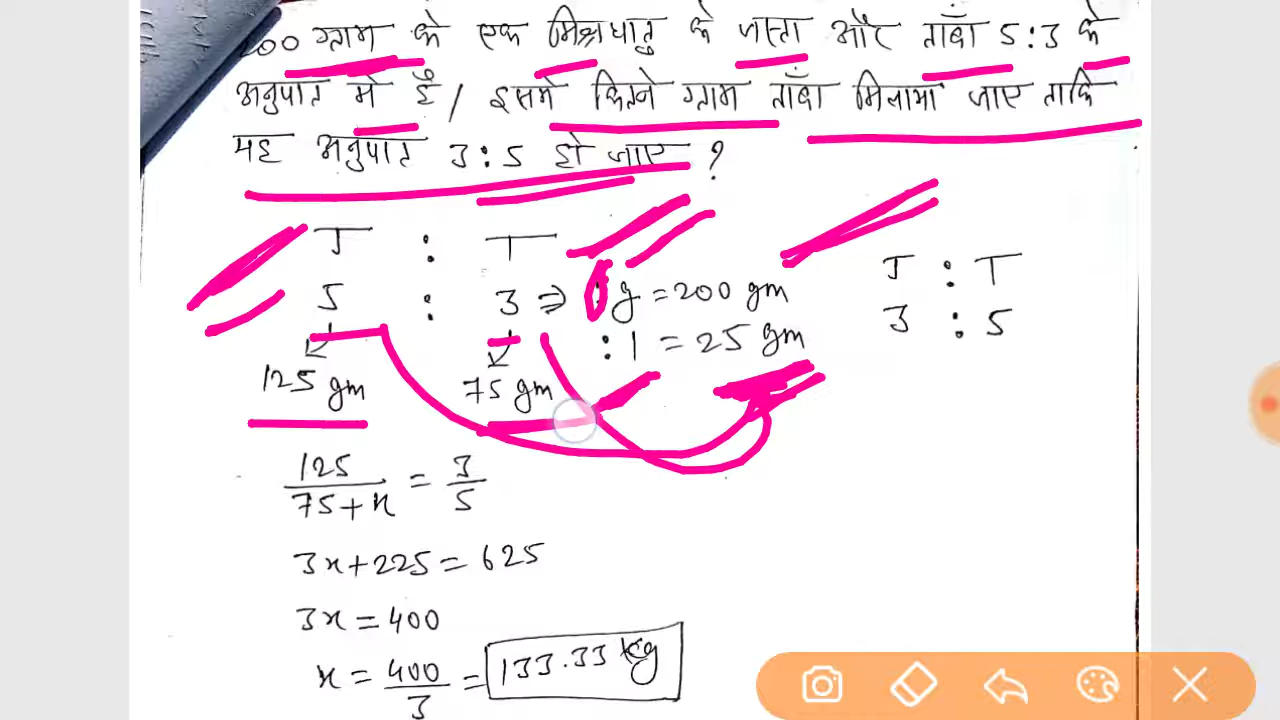 200 ग्राम के एक मिश्रधातु के जस्ता और ताँबा 5:3 के
अनुपात मे है / इसमे कितने ग्राम ताँबा मिलाया जाए ताकि
यह अनुपात 3:5 हो जाए ?
J : T
5 : 3 ⇒ : 8 = 200 gm
: 1 = 25 gm
125 gm 75 gm
J : T
3 : 5
125/75+x = 3/5
3x+225 = 625
3x = 400
x = 400/3 = 133.33 kg